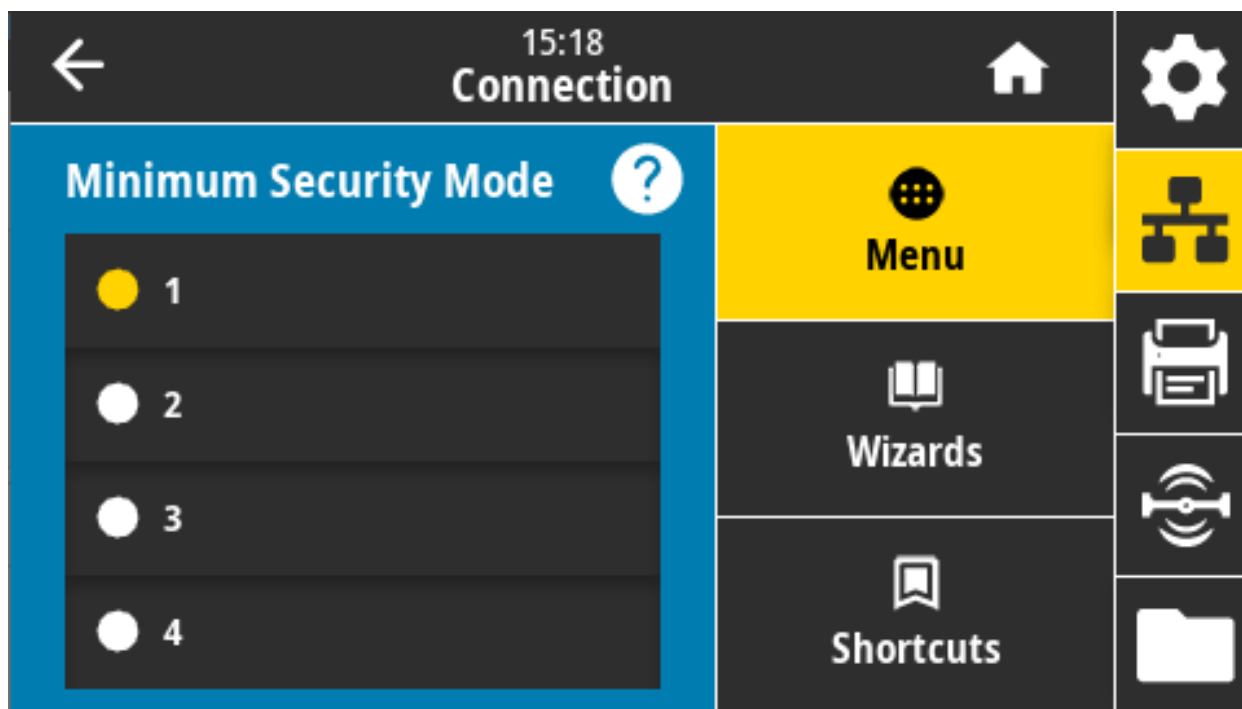 15:18
Connection
Minimum Security Mode ?
1
2
3
4
Menu
Wizards
Shortcuts